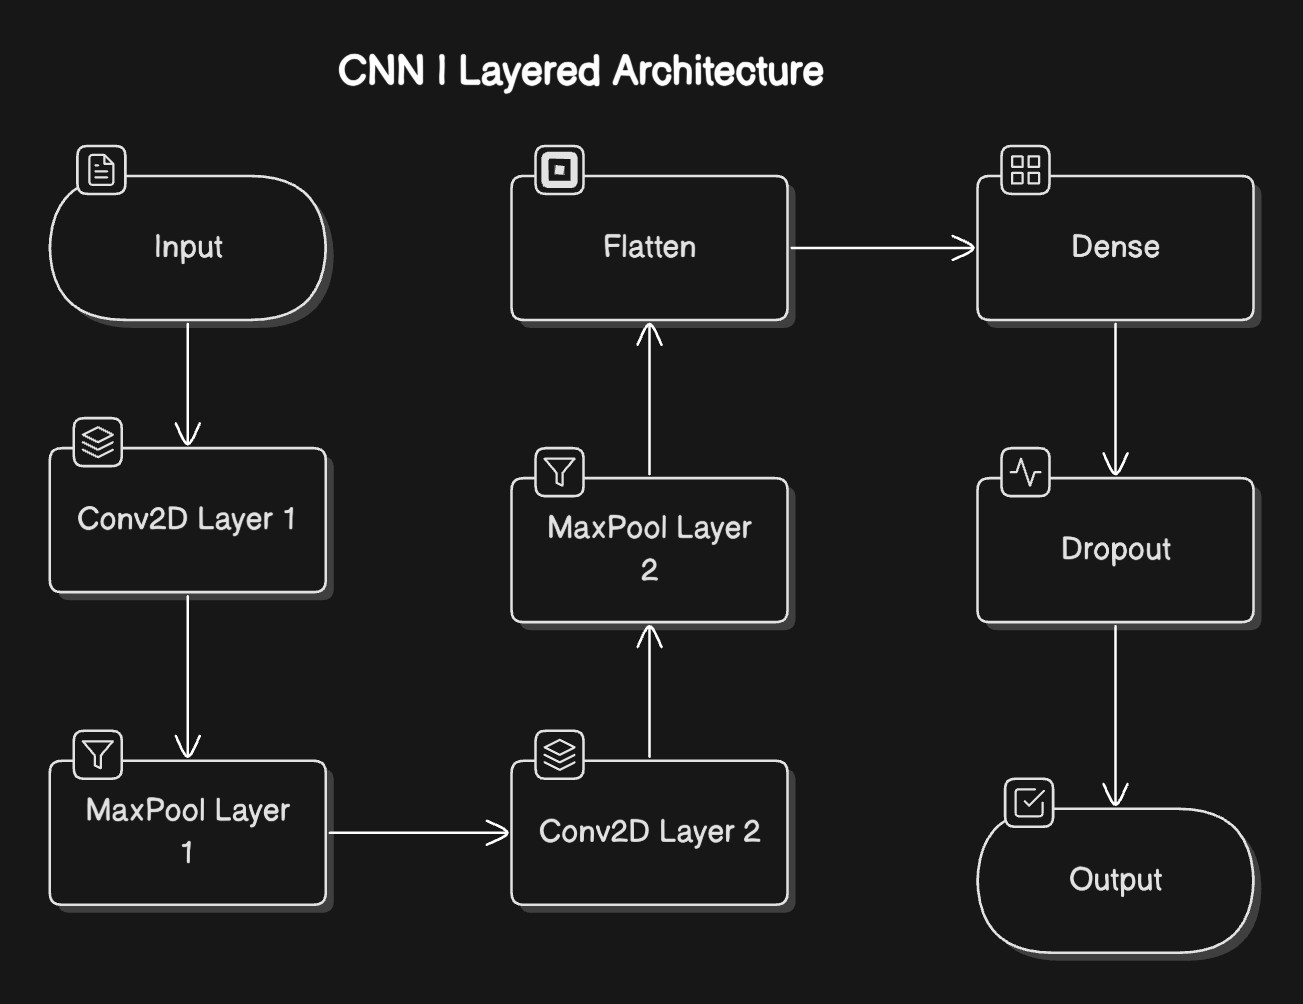 CNN | Layered Architecture
Input
Conv2D Layer 1
MaxPool Layer
1
Conv2D Layer 2
MaxPool Layer
2
Flatten
Dense
Dropout
Output